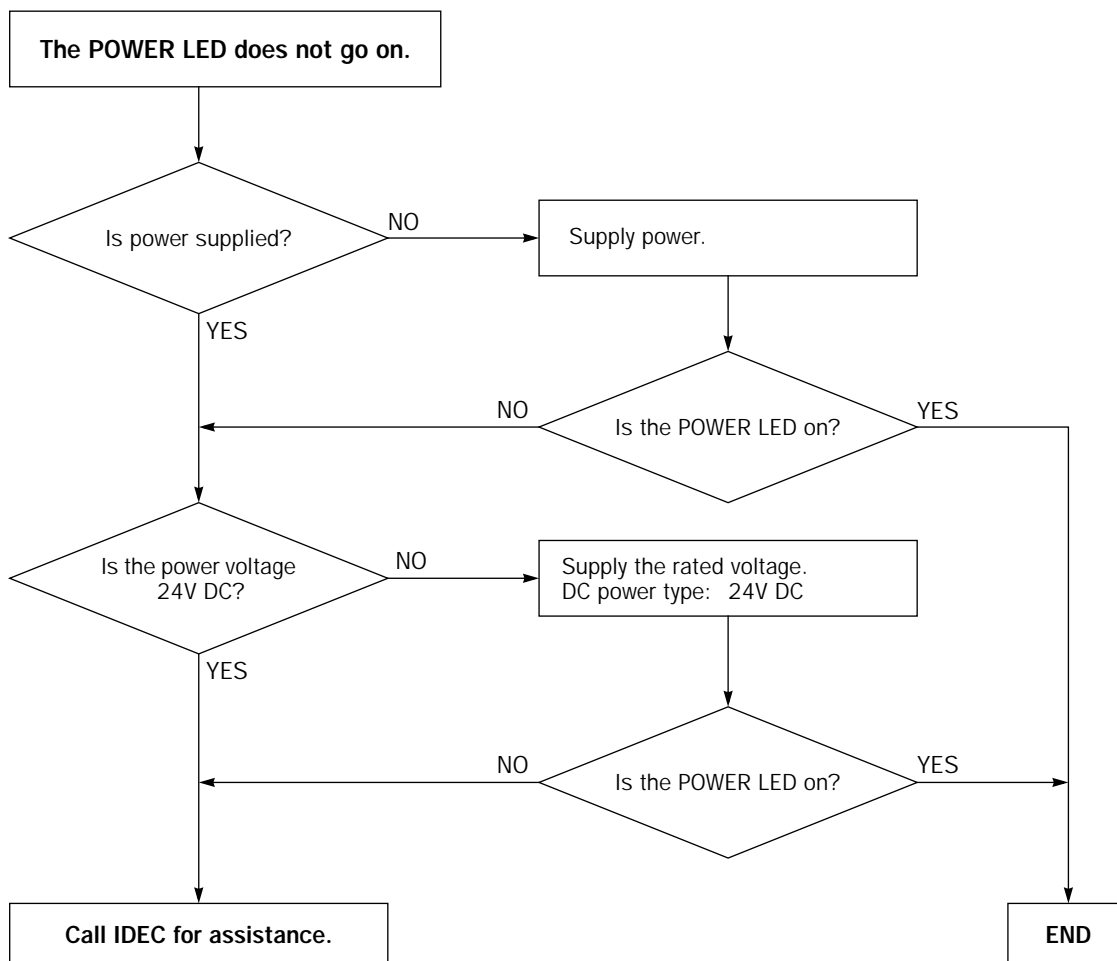 The POWER LED does not go on.
Is power supplied?
NO
Supply power.
YES
NO
Is the POWER LED on?
YES
Is the power voltage
24V DC?
NO
Supply the rated voltage.
DC power type: 24V DC
YES
NO
Is the POWER LED on?
YES
Call IDEC for assistance.
END